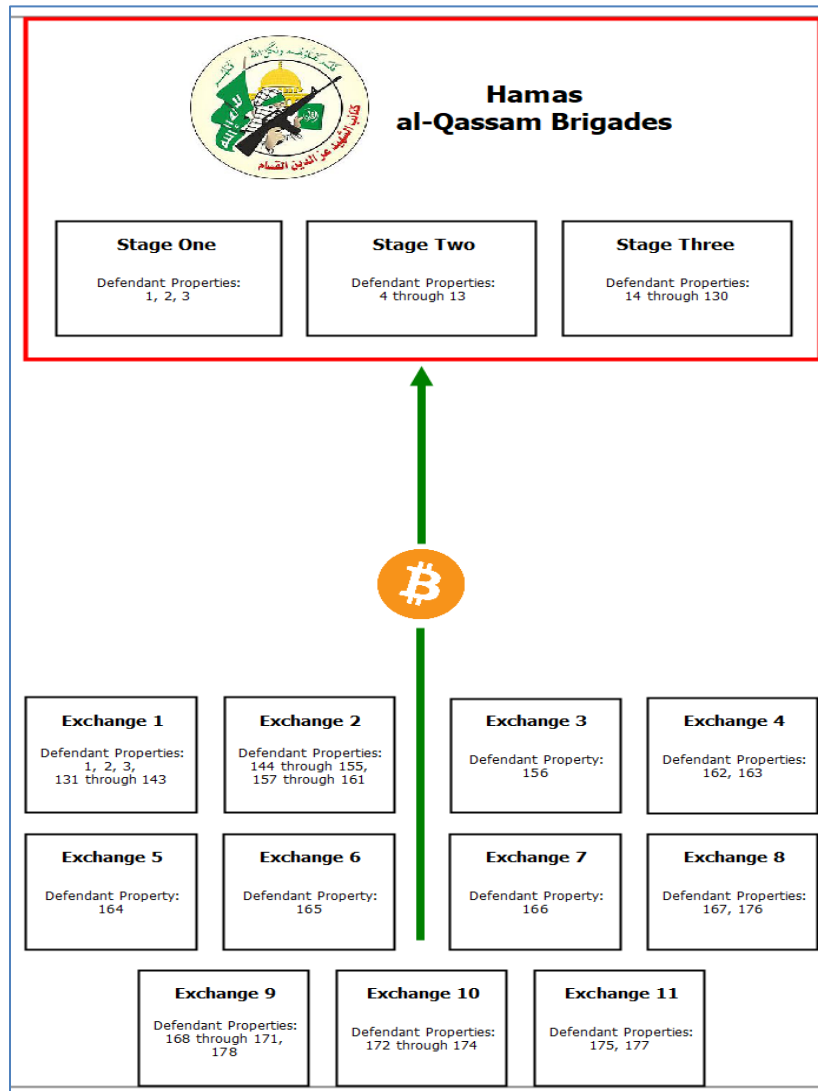 كتائب الشهيد عز الدين القسام
Hamas
al-Qassam Brigades
Stage One
Defendant Properties:
1, 2, 3
Stage Two
Defendant Properties:
4 through 13
Stage Three
Defendant Properties:
14 through 130
Exchange 1
Defendant Properties:
1, 2, 3,
131 through 143
Exchange 2
Defendant Properties:
144 through 155,
157 through 161
Exchange 3
Defendant Property:
156
Exchange 4
Defendant Properties:
162, 163
Exchange 5
Defendant Property:
164
Exchange 6
Defendant Property:
165
Exchange 7
Defendant Property:
166
Exchange 8
Defendant Properties:
167, 176
Exchange 9
Defendant Properties:
168 through 171,
178
Exchange 10
Defendant Properties:
172 through 174
Exchange 11
Defendant Properties:
175, 177